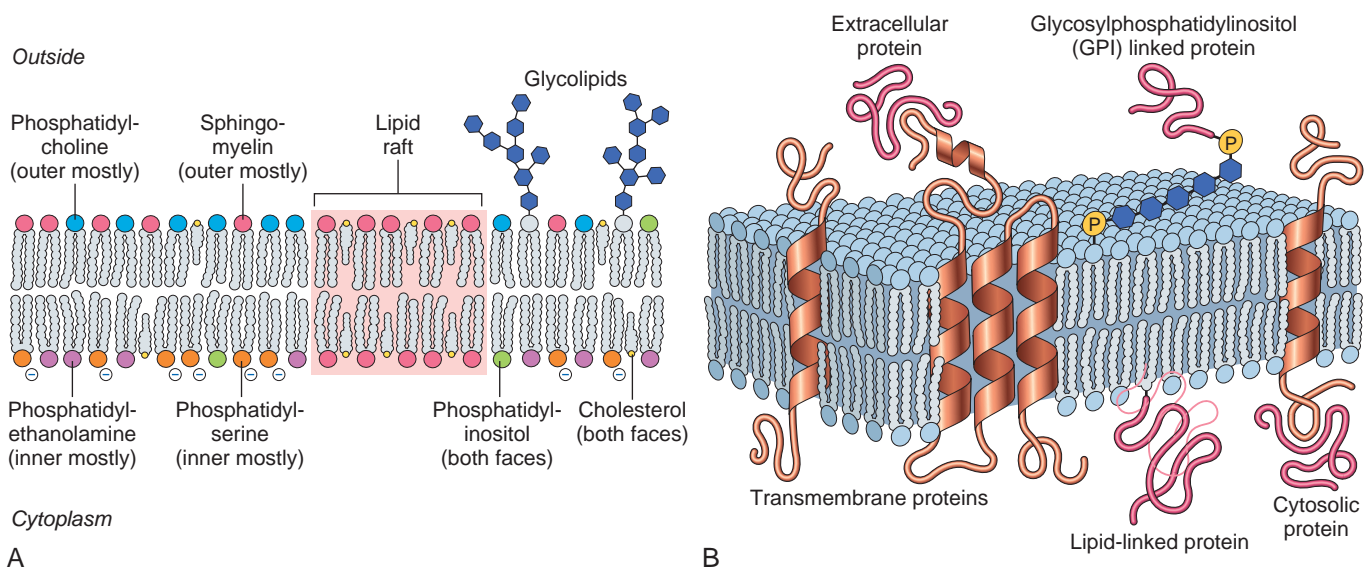 Outside
Phosphatidyl-
choline
(outer mostly)
Sphingo-
myelin
(outer mostly)
Lipid
raft
Glycolipids
Phosphatidyl-
ethanolamine
(inner mostly)
Phosphatidyl-
serine
(inner mostly)
Phosphatidyl-
inositol
(both faces)
Cholesterol
(both faces)
Cytoplasm
A
Extracellular
protein
Glycosylphosphatidylinositol
(GPI) linked protein
P
P
Transmembrane proteins
Lipid-linked protein
Cytosolic
protein
B